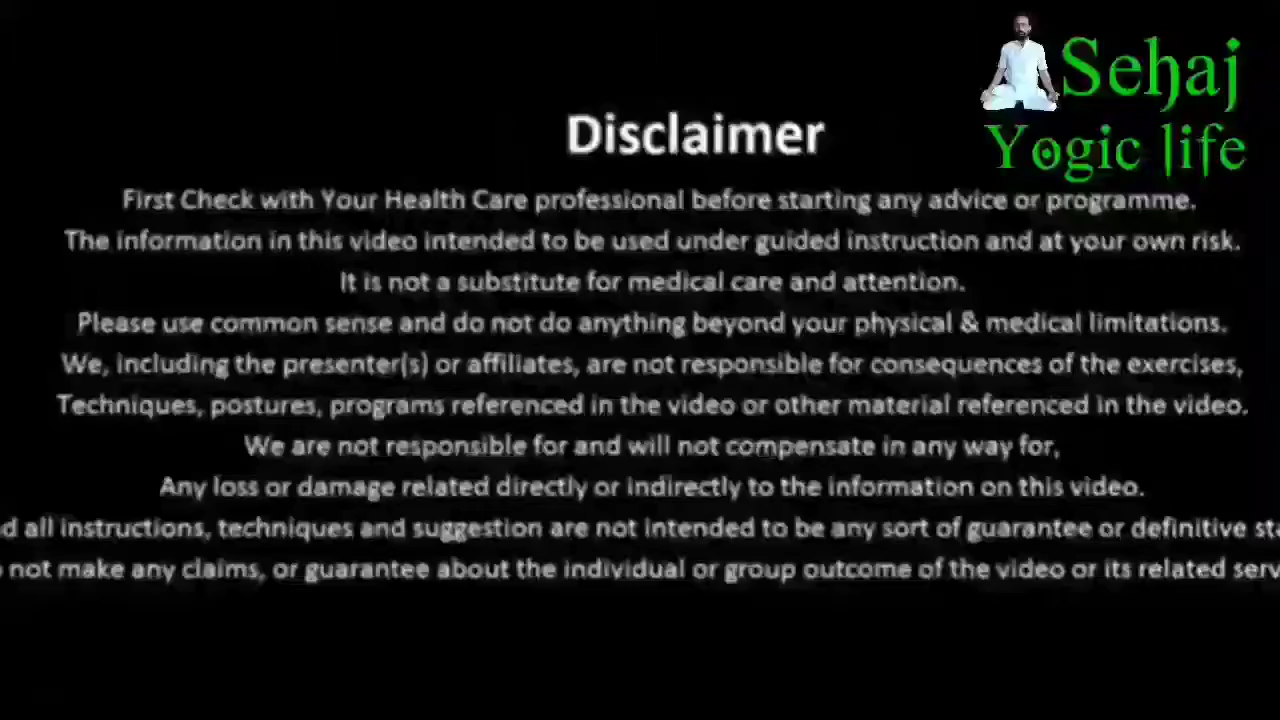 Sehaj
Yogic life
Disclaimer
First Check with Your Health Care professional before starting any advice or programme.
The information in this video intended to be used under guided instruction and at your own risk.
It is not a substitute for medical care and attention.
Please use common sense and do not do anything beyond your physical & medical limitations.
We, including the presenter(s) or affiliates, are not responsible for consequences of the exercises,
Techniques, postures, programs referenced in the video or other material referenced in the video.
We are not responsible for and will not compensate in any way for,
Any loss or damage related directly or indirectly to the information on this video.
all instructions, techniques and suggestion are not intended to be any sort of guarantee or definitive
not make any claims, or guarantee about the individual or group outcome of the video or its related